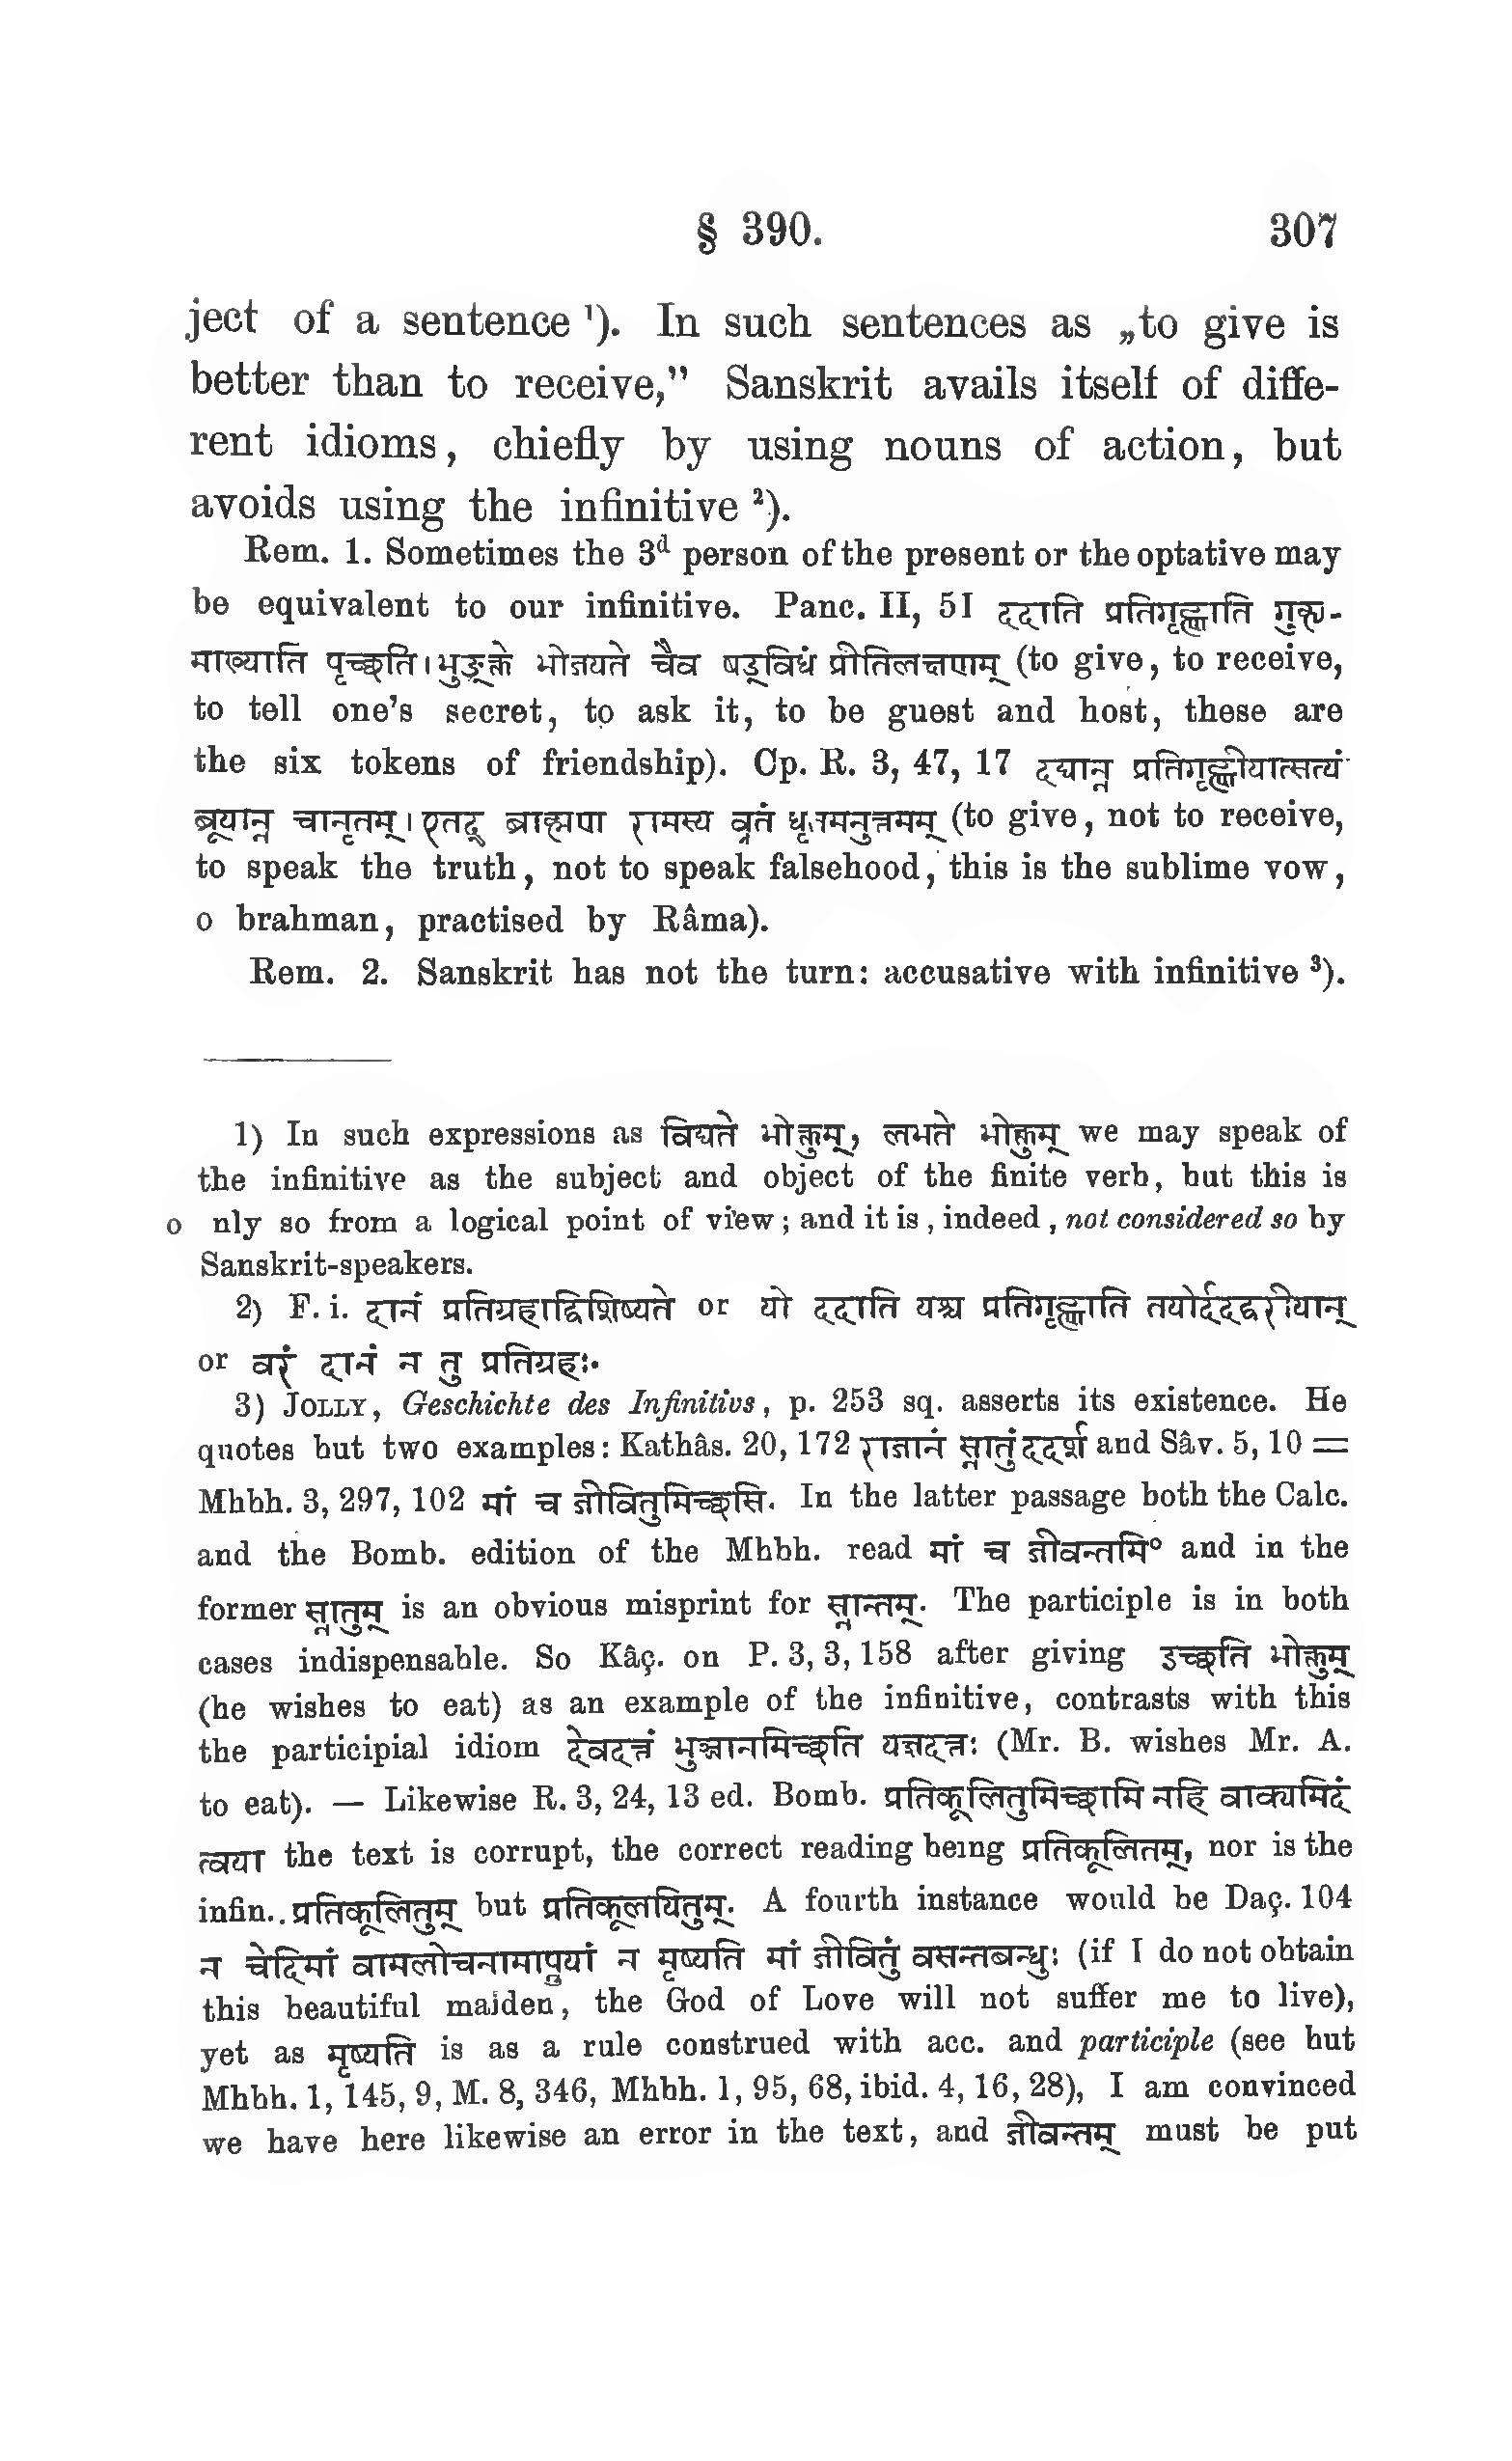 § 390. 307
ject of a sentence ¹). In such sentences as „to give is
better than to receive,” Sanskrit avails itself of diffe-
rent idioms, chiefly by using nouns of action, but
avoids using the infinitive ²).
Rem. 1. Sometimes the 3ᵈ person of the present or the optative may
be equivalent to our infinitive. Panc. II, 51 ददाति प्रतिगृह्णाति गुह्य-
माख्याति पृच्छति। भुङ्क्ते भोजयते चैव षड्विधं प्रीतिलक्षणम् (to give, to receive,
to tell one’s secret, to ask it, to be guest and host, these are
the six tokens of friendship). Cp. R. 3, 47, 17 दद्यान्न प्रतिगृह्णीयात्सत्यं
ब्रूयान्न चानृतम्। एतद् ब्राह्मण रामस्य व्रतं धृतमनुत्तमम् (to give, not to receive,
to speak the truth, not to speak falsehood, this is the sublime vow,
o brahman, practised by Râma).
Rem. 2. Sanskrit has not the turn: accusative with infinitive ³).
1) In such expressions as विद्यते भोक्तुम्, लभते भोक्तुम् we may speak of
the infinitive as the subject and object of the finite verb, but this is
o nly so from a logical point of view; and it is, indeed, not considered so by
Sanskrit-speakers.
2) F. i. दानं प्रतिग्रहाद्विशिष्यते or यो ददाति यश्च प्रतिगृह्णाति तयोर्ददद्वरीयान्
or वरं दानं न तु प्रतिग्रहः.
3) Jolly, Geschichte des Infinitivs, p. 253 sq. asserts its existence. He
quotes but two examples: Kathâs. 20, 172 राजानं स्नातुं ददर्श and Sâv. 5, 10 =
Mhbh. 3, 297, 102 मां च जीवितुमिच्छसि. In the latter passage both the Calc.
and the Bomb. edition of the Mhbh. read मां च जीवन्तमि° and in the
former स्नातुम् is an obvious misprint for स्नान्तम्. The participle is in both
cases indispensable. So Kâç. on P. 3, 3, 158 after giving इच्छति भोक्तुम्
(he wishes to eat) as an example of the infinitive, contrasts with this
the participial idiom देवदत्तं भुञ्जानमिच्छति यज्ञदत्तः (Mr. B. wishes Mr. A.
to eat). — Likewise R. 3, 24, 13 ed. Bomb. प्रतिकूलितुमिच्छामि नहि वाक्यमिदं
त्वया the text is corrupt, the correct reading being प्रतिकूलितम्, nor is the
infin. प्रतिकूलितुम् but प्रतिकूलयितुम्. A fourth instance would be Daç. 104
न चेदिमां वामलोचनामाप्नुयां न मृष्यति मां जीवितुं वसन्तबन्धुः (if I do not obtain
this beautiful maiden, the God of Love will not suffer me to live),
yet as मृष्यति is as a rule construed with acc. and participle (see but
Mhbh. 1, 145, 9, M. 8, 346, Mhbh. 1, 95, 68, ibid. 4, 16, 28), I am convinced
we have here likewise an error in the text, and जीवन्तम् must be put